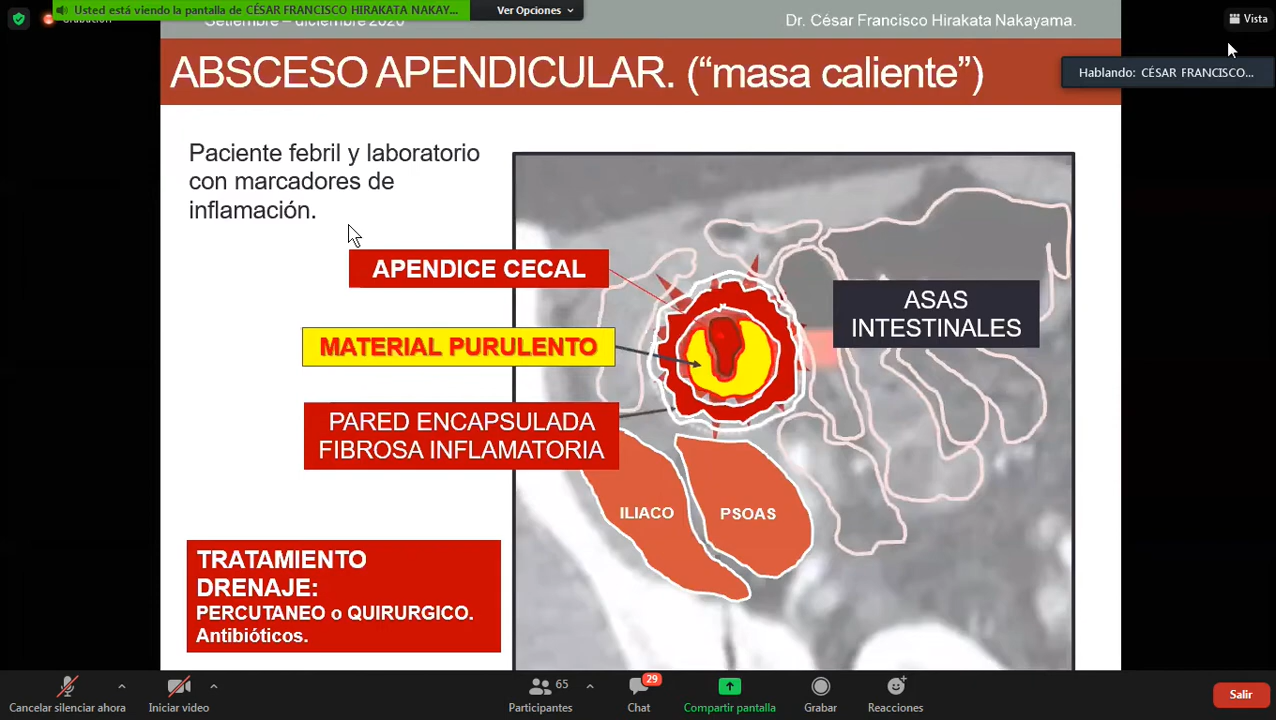 Usted está viendo la pantalla de CÉSAR FRANCISCO HIRAKATA NAKAY...
Ver Opciones
Grabación
Setiembre – diciembre 2020
Dr. César Francisco Hirakata Nakayama.
Vista
Hablando: CÉSAR FRANCISCO...
ABSCESO APENDICULAR. (“masa caliente”)
Paciente febril y laboratorio
con marcadores de
inflamación.
APENDICE CECAL
MATERIAL PURULENTO
PARED ENCAPSULADA
FIBROSA INFLAMATORIA
ASAS
INTESTINALES
ILIACO
PSOAS
TRATAMIENTO
DRENAJE:
PERCUTANEO o QUIRURGICO.
Antibióticos.
Cancelar silenciar ahora
Iniciar video
65
Participantes
29
Chat
Compartir pantalla
Grabar
Reacciones
Salir